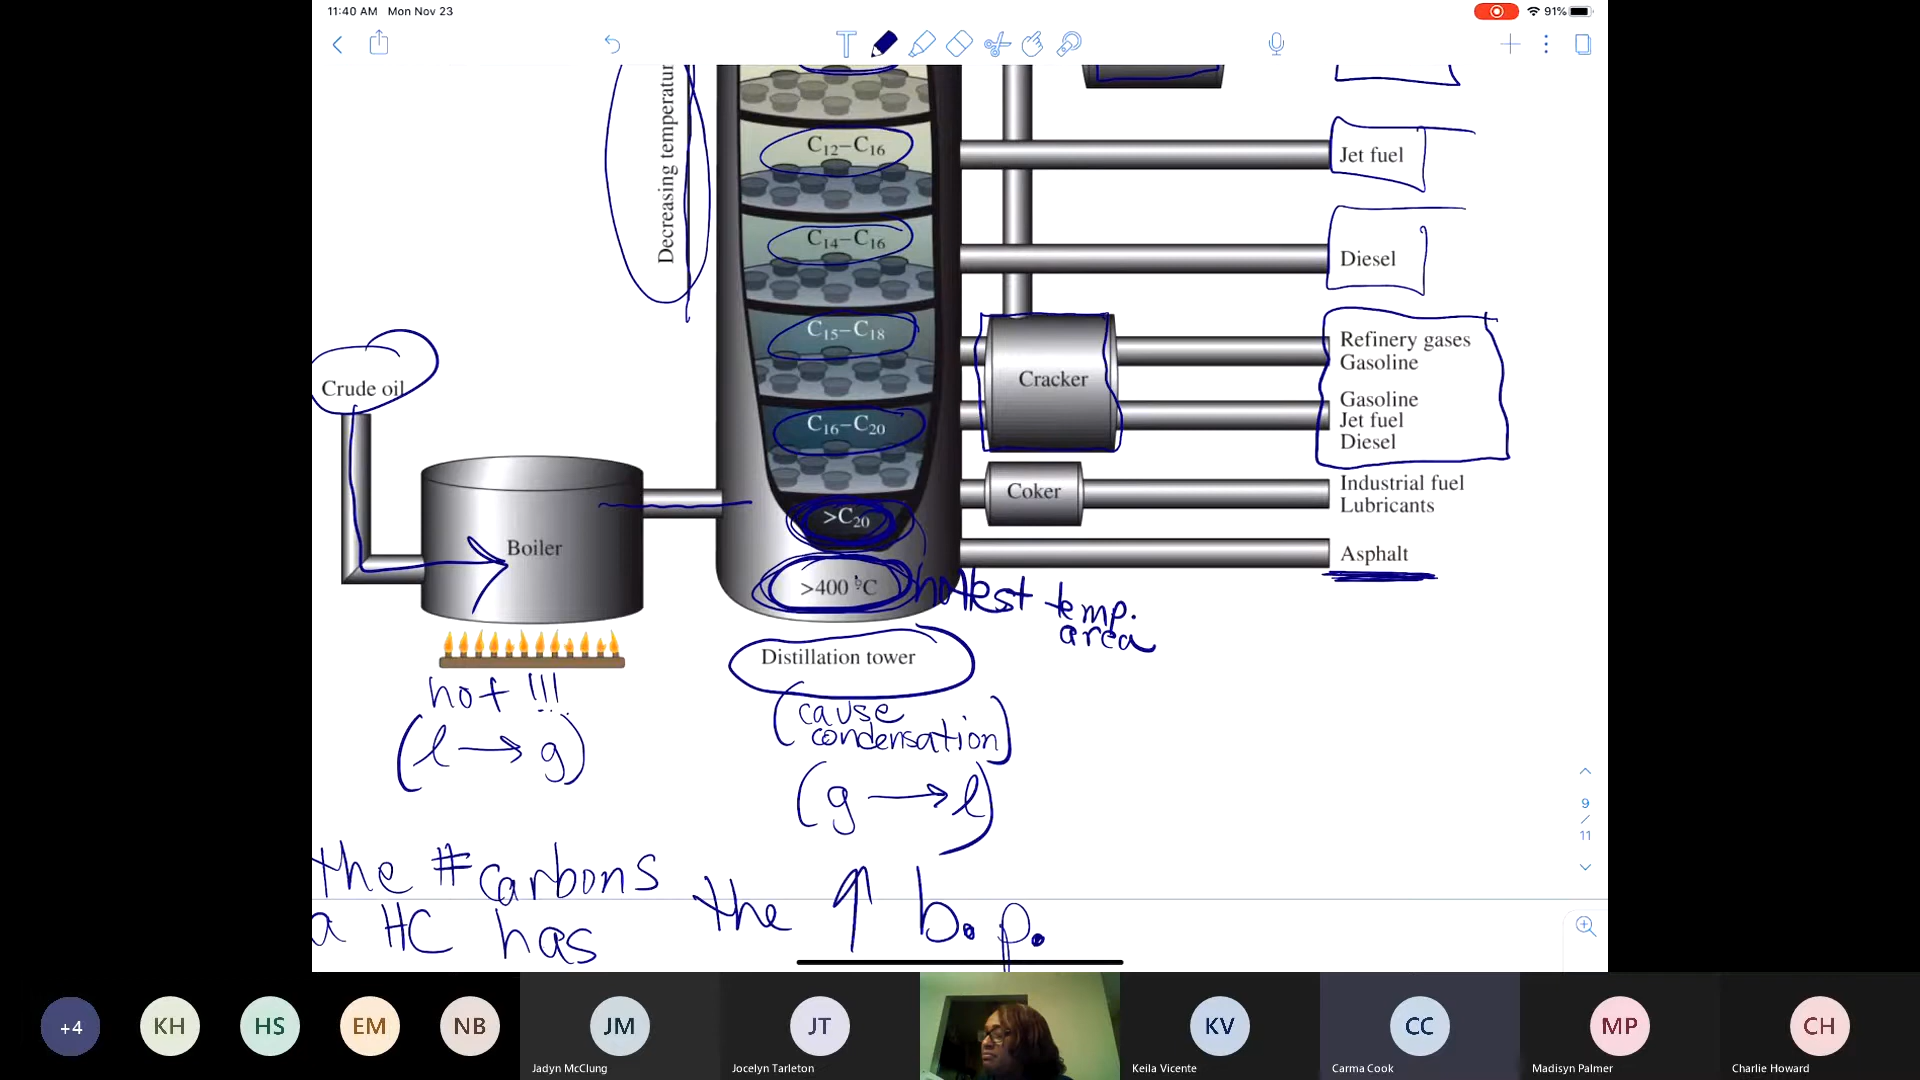 11:40 AM Mon Nov 23
91%
Decreasing temperatur
C12–C16
Jet fuel
C14–C16
Diesel
C15–C18
Refinery gases
Gasoline
Cracker
Crude oil
Gasoline
Jet fuel
Diesel
C16–C20
Coker
Industrial fuel
Lubricants
>C20
Boiler
Asphalt
>400 °C
hottest temp.
area
Distillation tower
hot !!!
(l → g)
(cause
condensation)
(g → l)
9
/
11
the # carbons
a HC has
the ↑ b.p.
+4
KH
HS
EM
NB
JM
JT
KV
CC
MP
CH
Jadyn McClung
Jocelyn Tarleton
Keila Vicente
Carma Cook
Madisyn Palmer
Charlie Howard